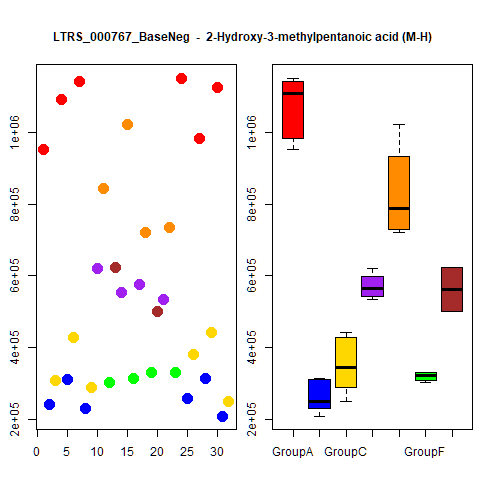 LTRS_000767_BaseNeg - 2-Hydroxy-3-methylpentanoic acid (M-H)
1e+06 1e+06
8e+05 8e+05
6e+05 6e+05
4e+05 4e+05
2e+05 2e+05
0 5 10 15 20 25 30 GroupA GroupC GroupF